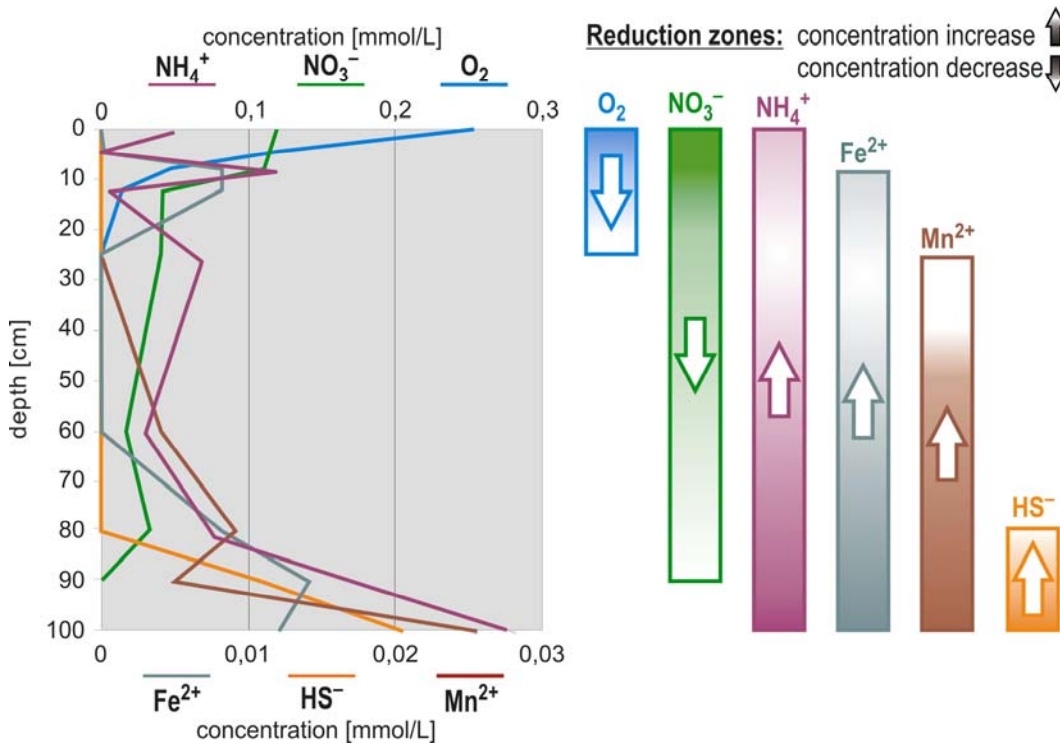 concentration [mmol/L]
NH₄⁺ NO₃⁻ O₂
0 0,1 0,2 0,3
depth [cm]
0
10
20
30
40
50
60
70
80
90
100
0 0,01 0,02 0,03
Fe²⁺ HS⁻ Mn²⁺
concentration [mmol/L]
Reduction zones: concentration increase
concentration decrease
O₂ NO₃⁻ NH₄⁺
Fe²⁺
Mn²⁺
HS⁻